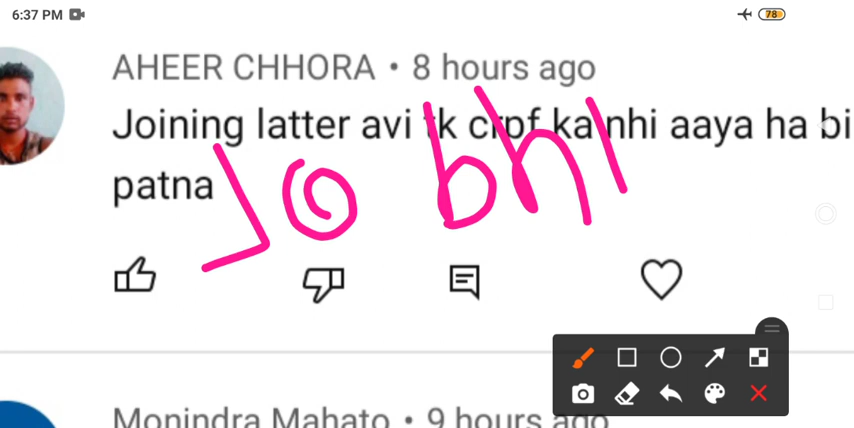 6:37 PM 78
AHEER CHHORA • 8 hours ago
Joining latter avi tk crpf ka nhi aaya ha bi
patna
Jo bhi
Monindra Mahato • 9 hours ago